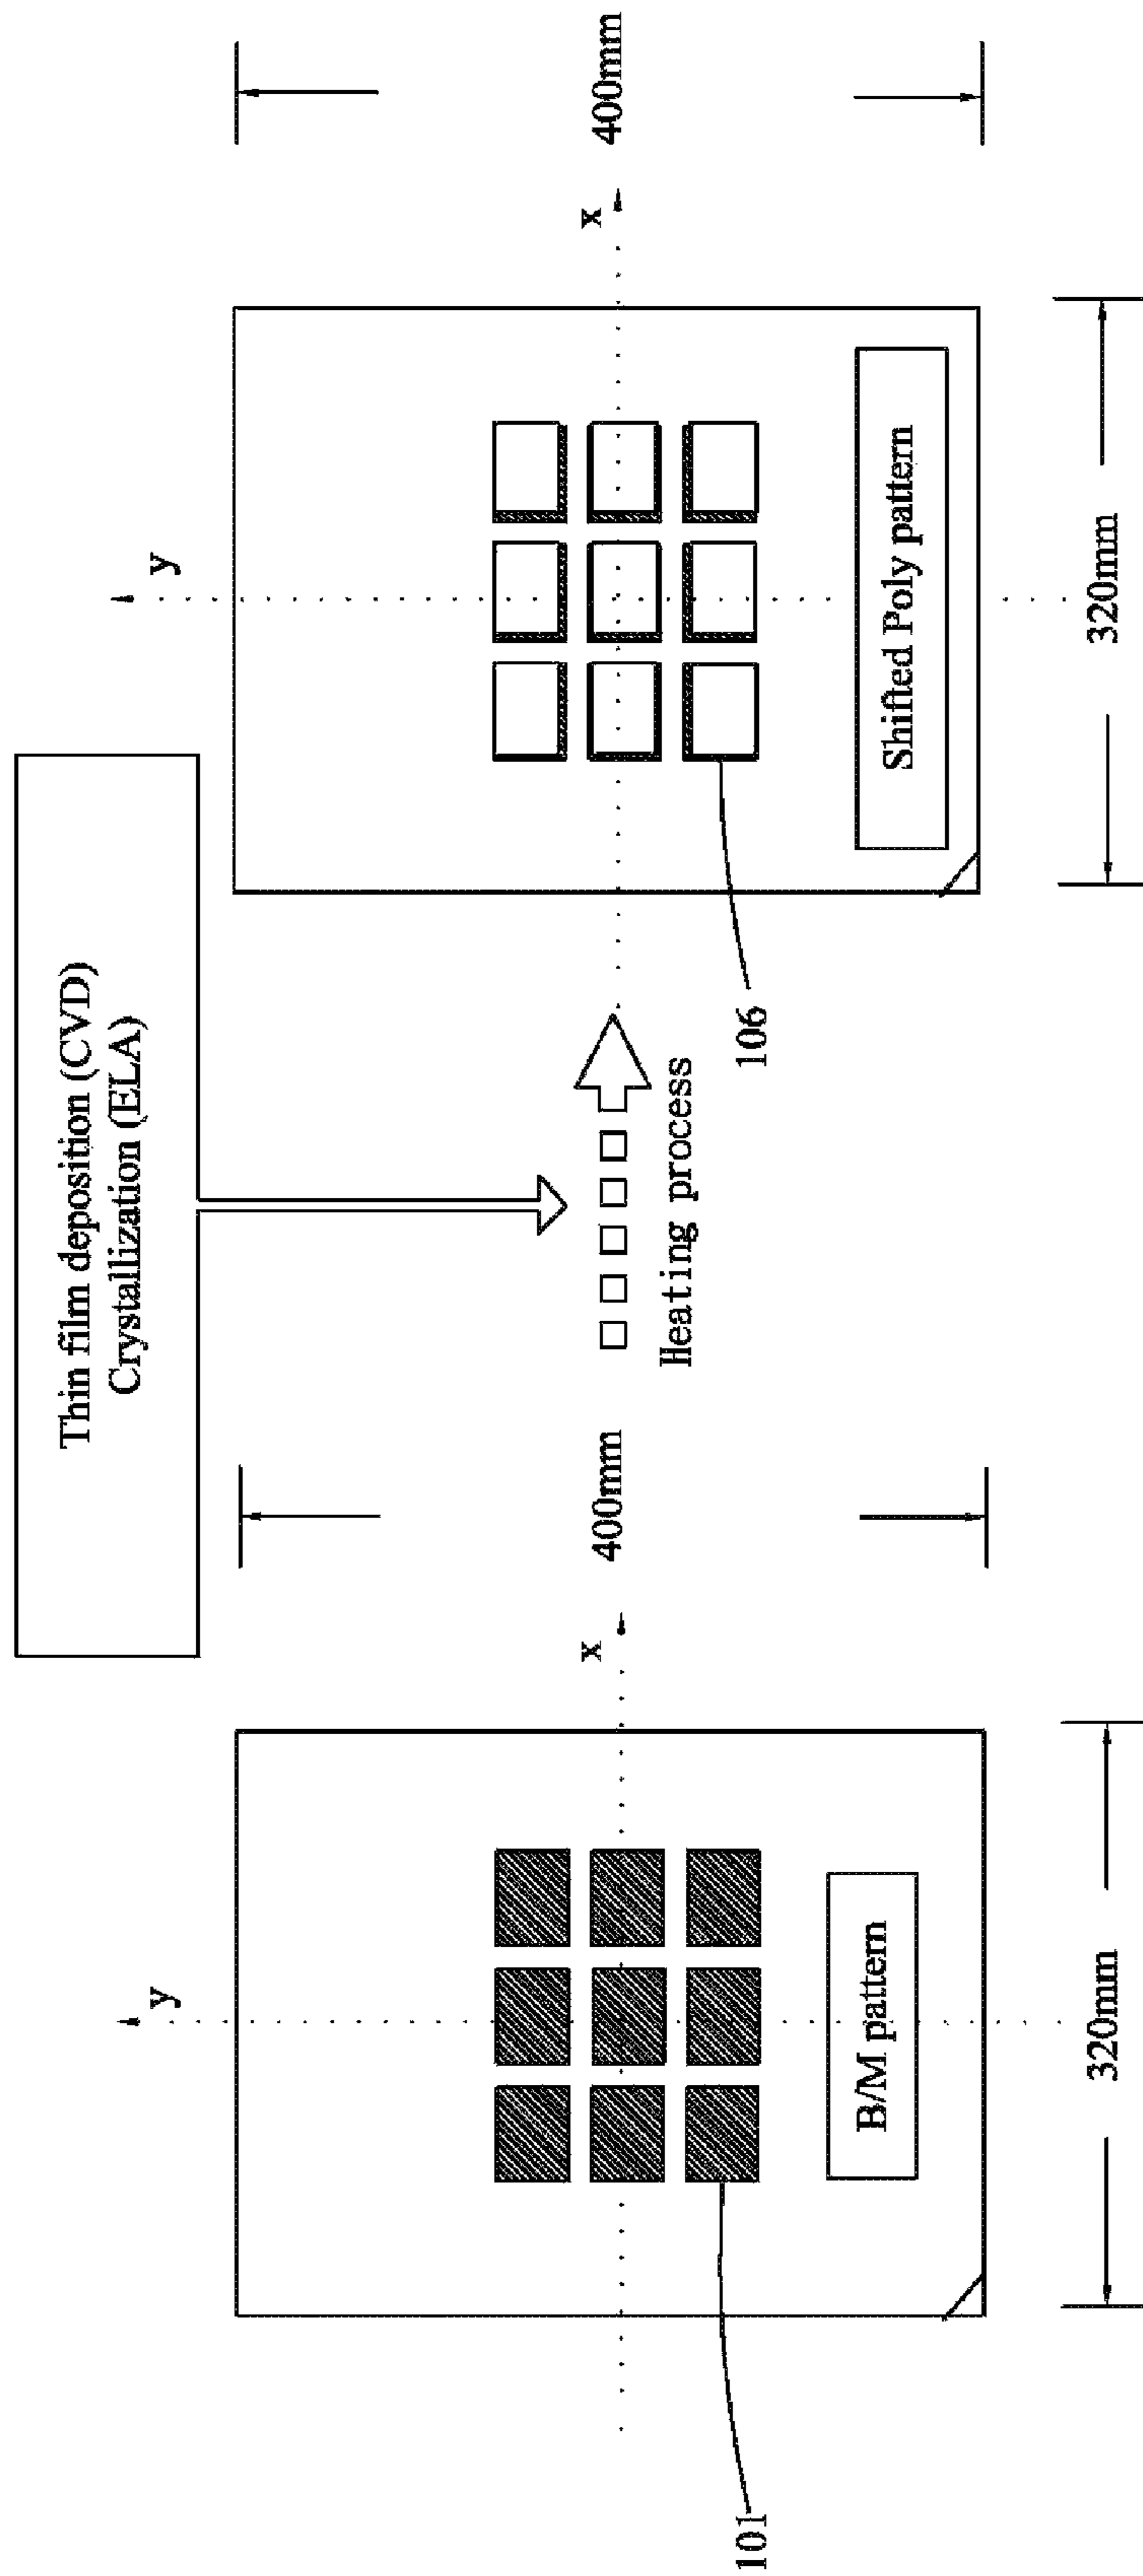 Thin film deposition (CVD)
Crystallization (ELA)
y
x
400mm
B/M pattern
101
320mm
Heating process
y
x
400mm
106
Shifted Poly pattern
320mm